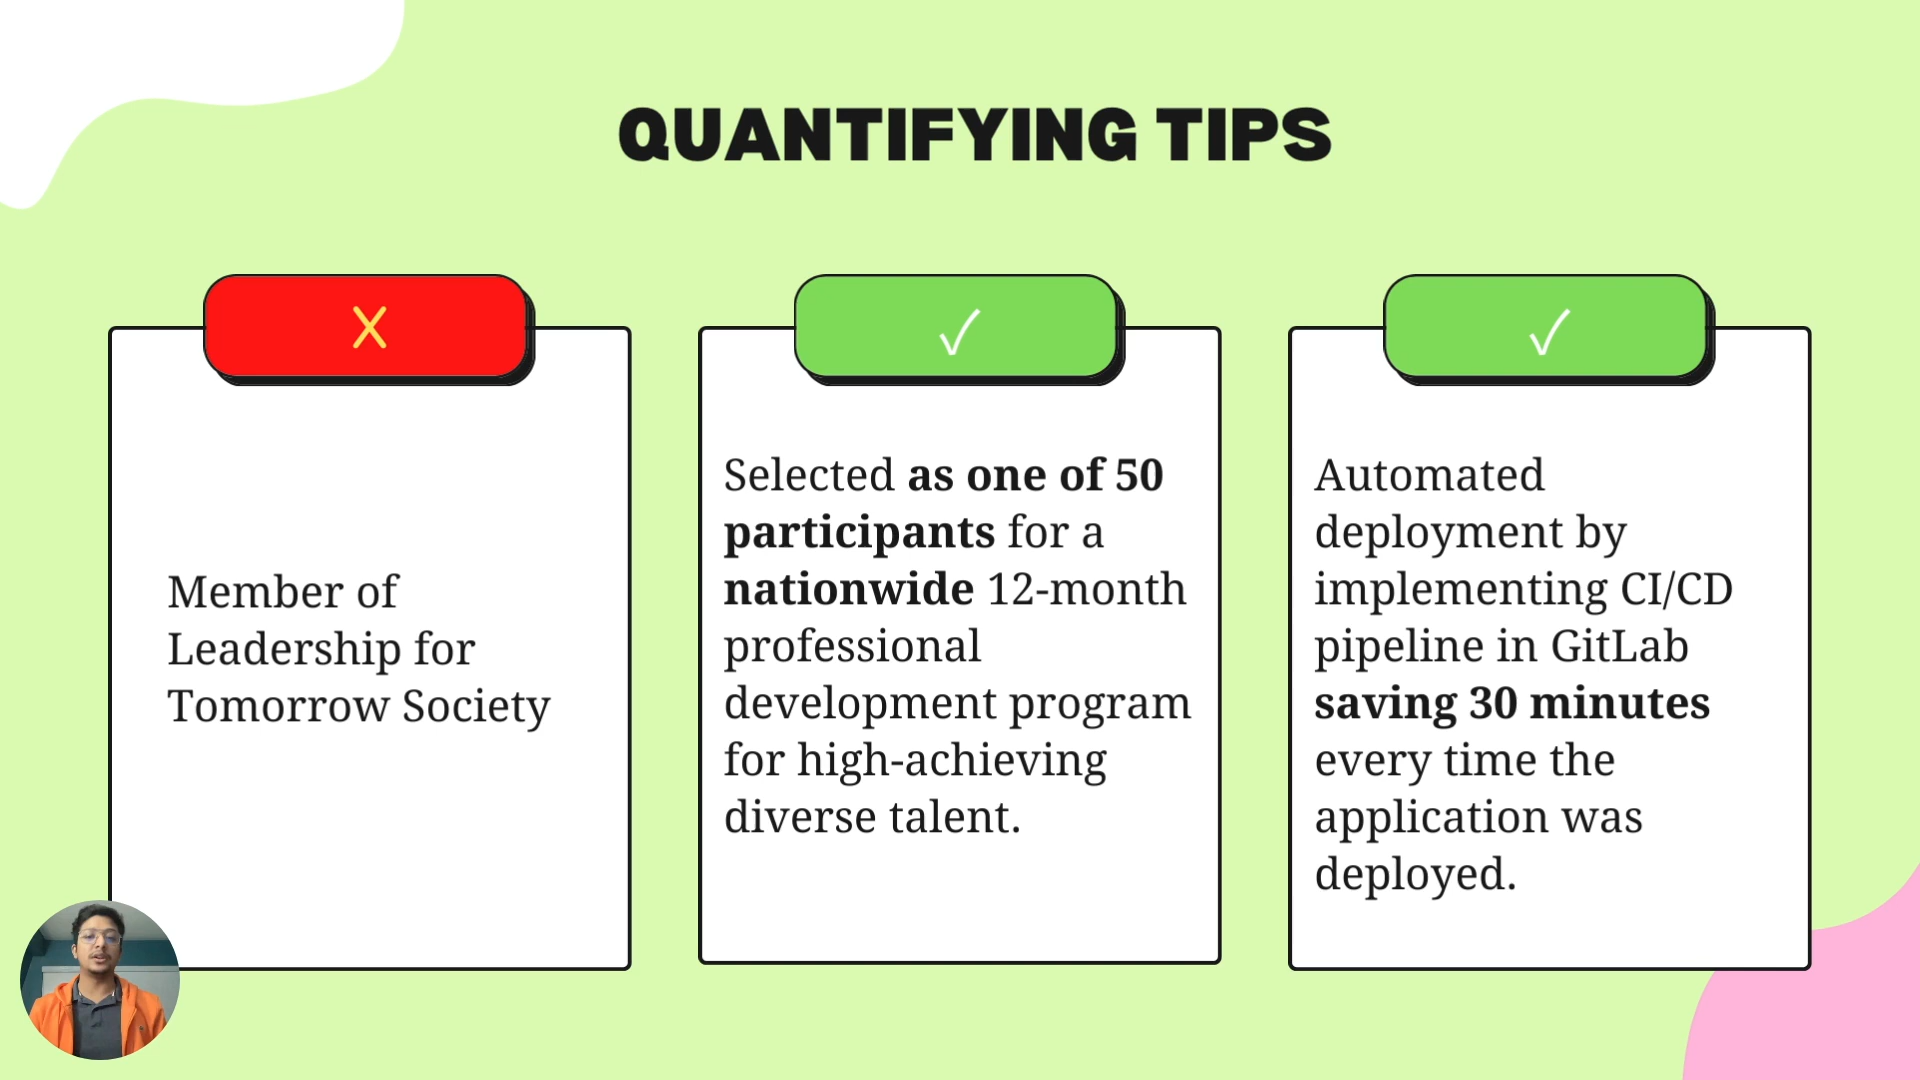 QUANTIFYING TIPS
X
✓
✓
Member of
Leadership for
Tomorrow Society
Selected as one of 50
participants for a
nationwide 12-month
professional
development program
for high-achieving
diverse talent.
Automated
deployment by
implementing CI/CD
pipeline in GitLab
saving 30 minutes
every time the
application was
deployed.